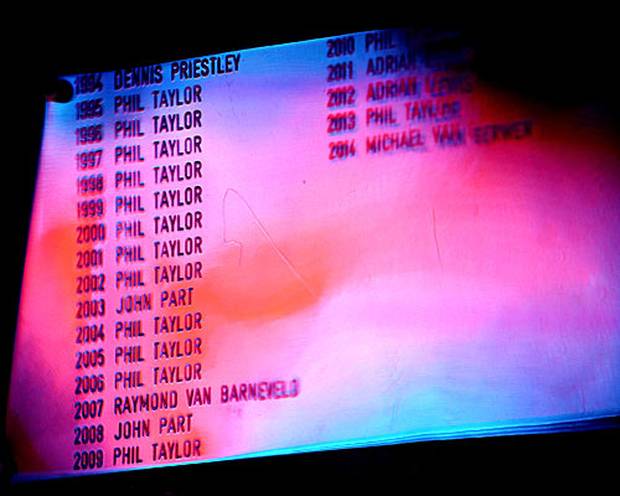 1994 DENNIS PRIESTLEY
1995 PHIL TAYLOR
1996 PHIL TAYLOR
1997 PHIL TAYLOR
1998 PHIL TAYLOR
1999 PHIL TAYLOR
2000 PHIL TAYLOR
2001 PHIL TAYLOR
2002 PHIL TAYLOR
2003 JOHN PART
2004 PHIL TAYLOR
2005 PHIL TAYLOR
2006 PHIL TAYLOR
2007 RAYMOND VAN BARNEVELD
2008 JOHN PART
2009 PHIL TAYLOR
2010 PHIL
2011 ADRIAN LEWIS
2012 ADRIAN LEWIS
2013 PHIL TAYLOR
2014 MICHAEL VAN GERWEN